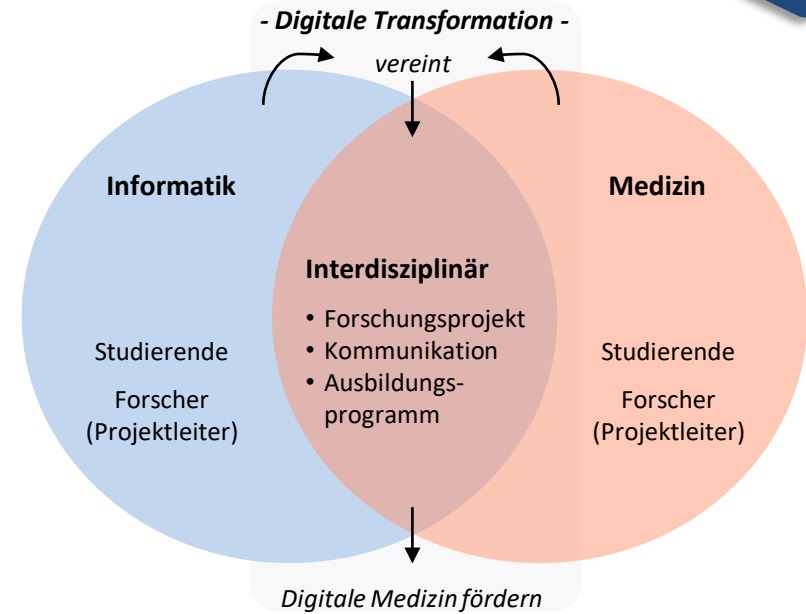 - Digitale Transformation -
vereint
Informatik
Medizin
Interdisziplinär
• Forschungsprojekt
• Kommunikation
• Ausbildungs-
programm
Studierende
Forscher
(Projektleiter)
Studierende
Forscher
(Projektleiter)
Digitale Medizin fördern